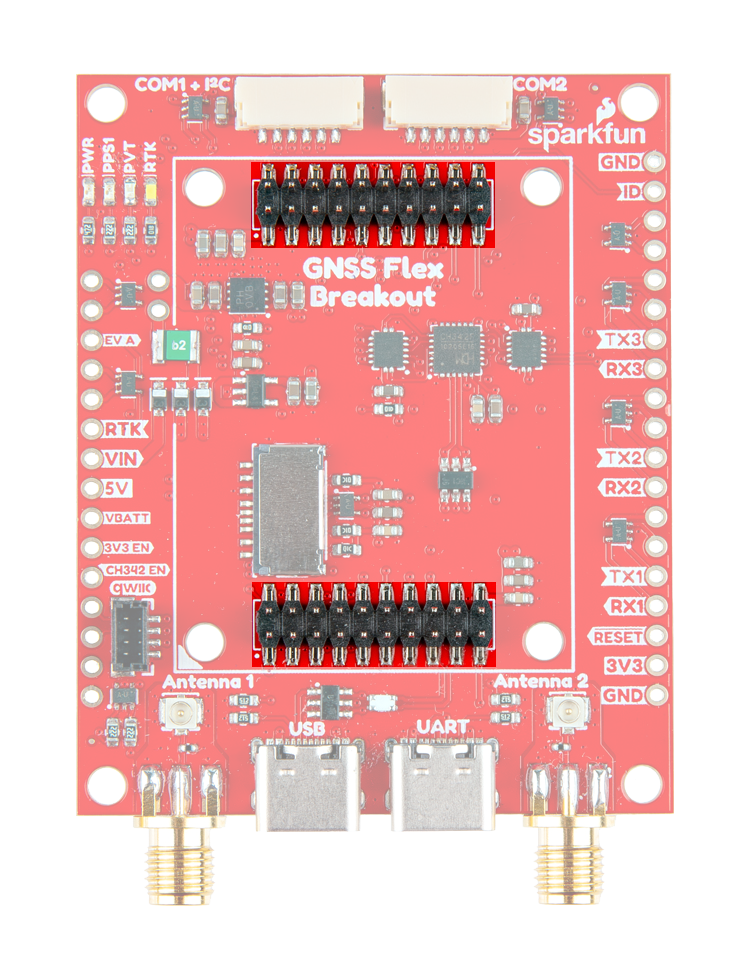 COM1 + I²C
COM2
sparkfun
PWR
PPS1
PVT
RTK
GND
ID
GNSS Flex
Breakout
EV A
b2
TX3
RX3
RTK
VIN
5V
VBATT
3V3 EN
CH342 EN
qwiic
TX2
RX2
TX1
RX1
RESET
3V3
GND
Antenna 1
Antenna 2
USB
UART